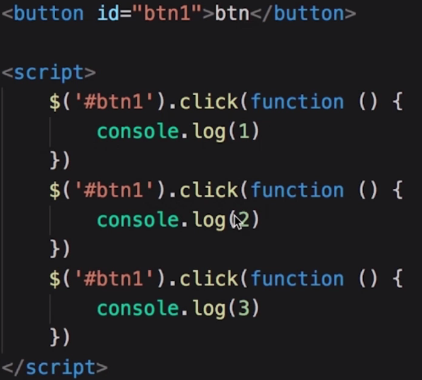 <button id="btn1">btn</button>
<script>
$('#btn1').click(function () {
console.log(1)
})
$('#btn1').click(function () {
console.log(2)
})
$('#btn1').click(function () {
console.log(3)
})
</script>